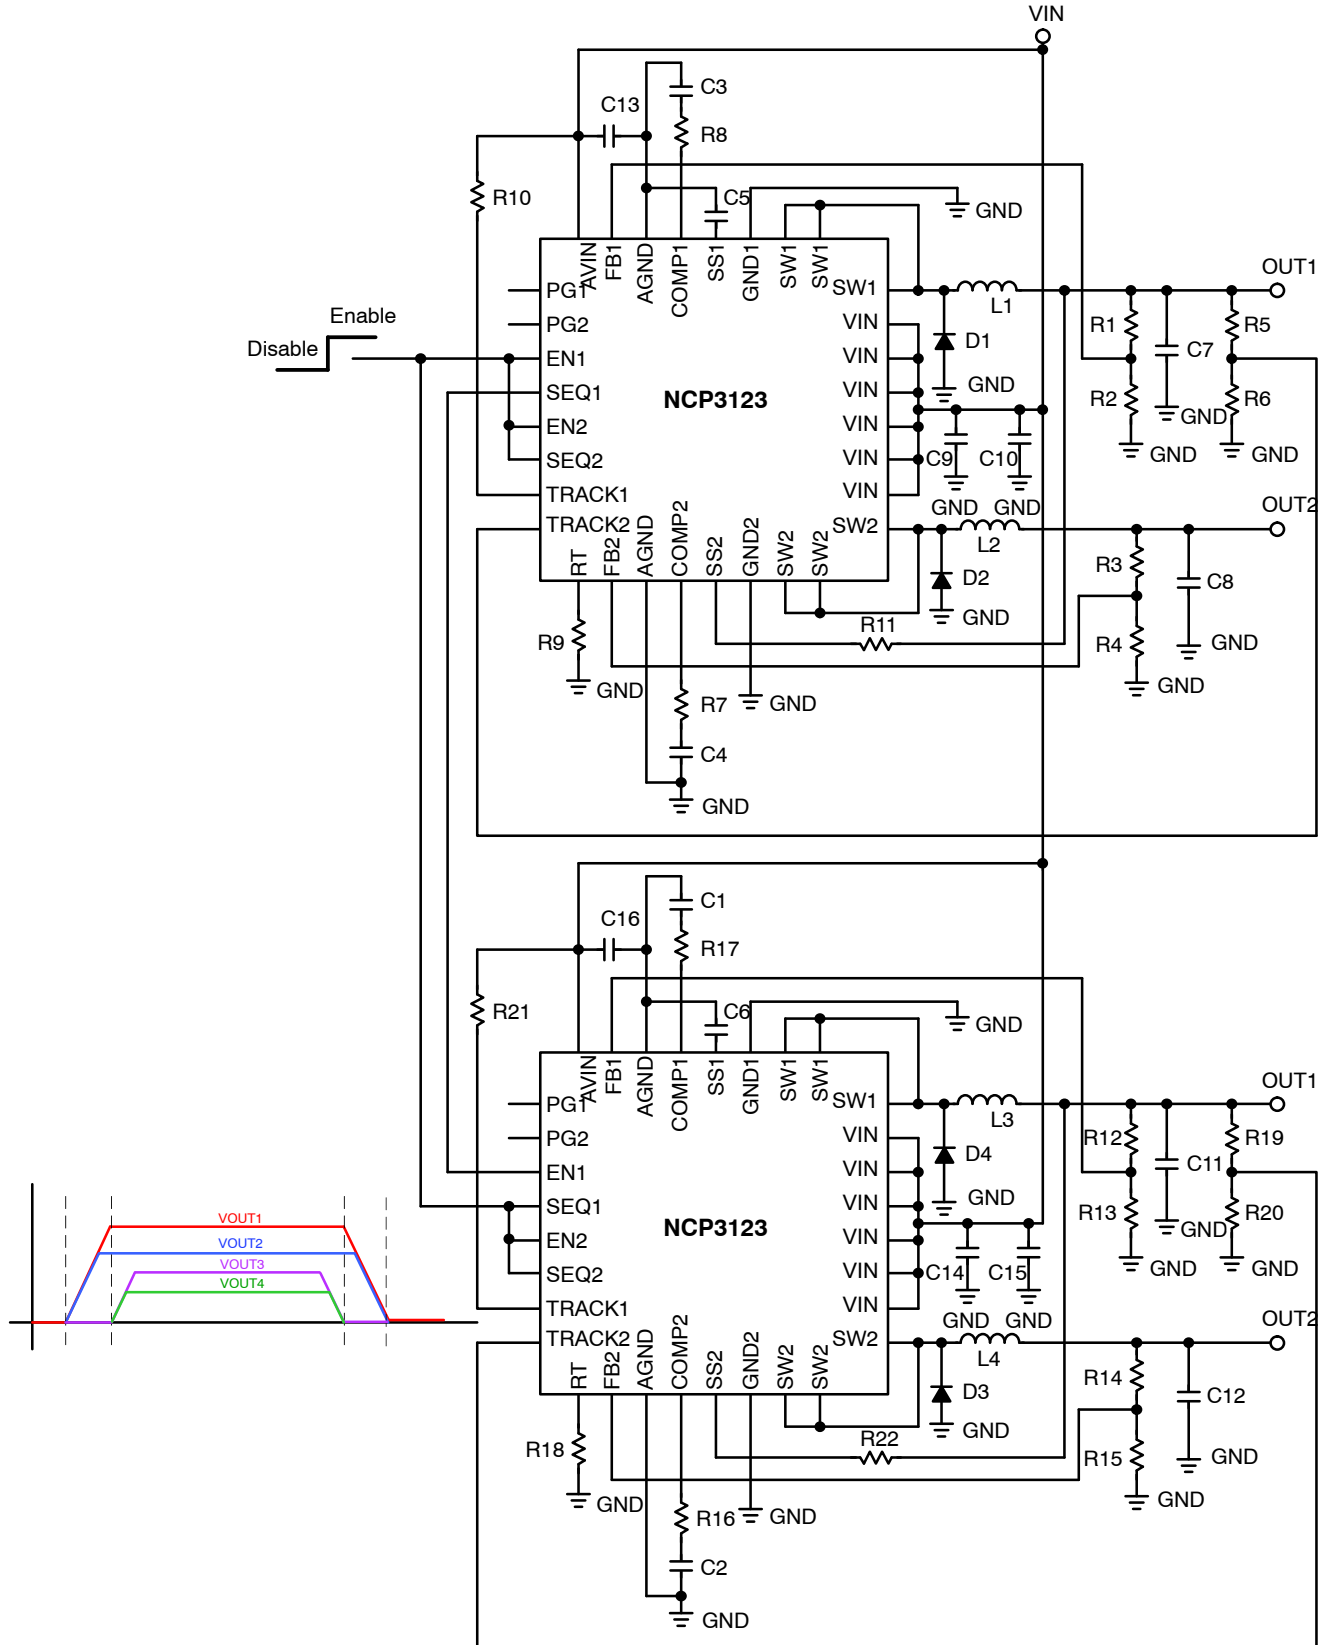 VIN
C3
C13
R8
R10
C5
GND
AVIN
FB1
AGND
COMP1
SS1
GND1
SW1
SW1
OUT1
PG1
SW1
L1
Enable
Disable
PG2
VIN
R1
R5
D1
C7
EN1
VIN
GND
SEQ1
NCP3123
VIN
R2
GND
R6
EN2
VIN
GND
GND
SEQ2
VIN
C9
C10
TRACK1
VIN
GND
GND
OUT2
TRACK2
SW2
L2
RT
FB2
AGND
COMP2
SS2
GND2
SW2
SW2
D2
R3
C8
GND
R9
R11
R4
GND
GND
GND
R7
GND
C4
GND
C1
C16
R17
R21
C6
GND
AVIN
FB1
AGND
COMP1
SS1
GND1
SW1
SW1
OUT1
PG1
SW1
L3
PG2
VIN
R12
R19
D4
C11
EN1
VIN
GND
SEQ1
NCP3123
VIN
R13
GND
R20
EN2
VIN
GND
GND
SEQ2
VIN
C14
C15
TRACK1
VIN
GND
GND
OUT2
TRACK2
SW2
L4
VOUT1
VOUT2
VOUT3
VOUT4
RT
FB2
AGND
COMP2
SS2
GND2
SW2
SW2
D3
R14
C12
GND
R18
R22
R15
GND
GND
GND
R16
GND
C2
GND